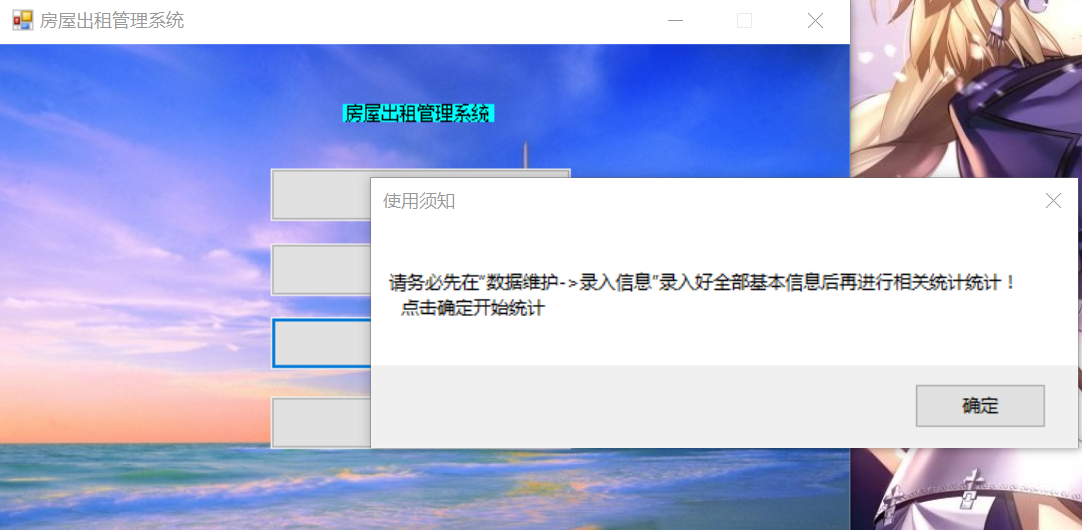 房屋出租管理系统
房屋出租管理系统
使用须知
请务必先在"数据维护->录入信息"录入好全部基本信息后再进行相关统计统计！
点击确定开始统计
确定